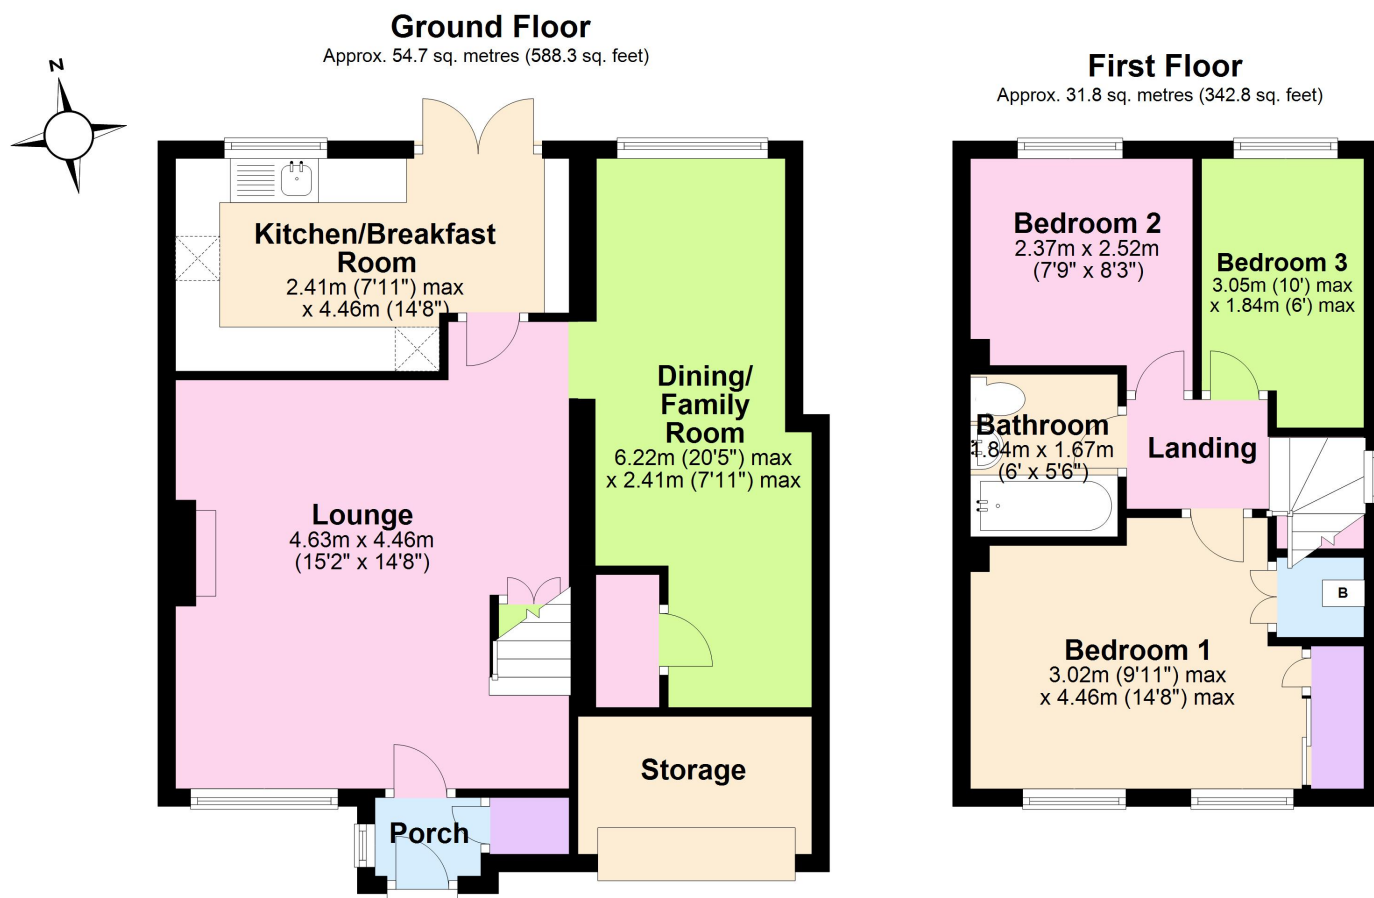 Ground Floor
Approx. 54.7 sq. metres (588.3 sq. feet)
N
Kitchen/Breakfast
Room
2.41m (7'11") max
x 4.46m (14'8")
Dining/
Family
Room
6.22m (20'5") max
x 2.41m (7'11") max
Lounge
4.63m x 4.46m
(15'2" x 14'8")
Storage
Porch
First Floor
Approx. 31.8 sq. metres (342.8 sq. feet)
Bedroom 2
2.37m x 2.52m
(7'9" x 8'3")
Bedroom 3
3.05m (10') max
x 1.84m (6') max
Bathroom
1.84m x 1.67m
(6' x 5'6")
Landing
B
Bedroom 1
3.02m (9'11") max
x 4.46m (14'8") max